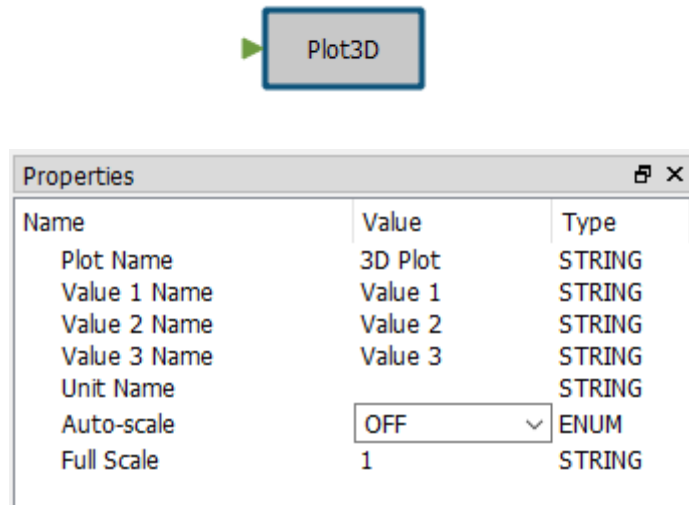 Plot3D
Properties
Name Value Type
Plot Name 3D Plot STRING
Value 1 Name Value 1 STRING
Value 2 Name Value 2 STRING
Value 3 Name Value 3 STRING
Unit Name STRING
Auto-scale OFF ENUM
Full Scale 1 STRING